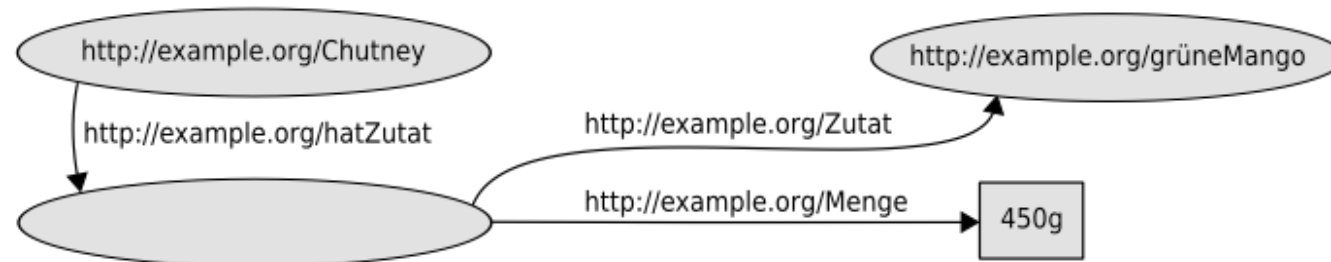 http://example.org/Chutney
http://example.org/grüneMango
http://example.org/hatZutat
http://example.org/Zutat
http://example.org/Menge
450g